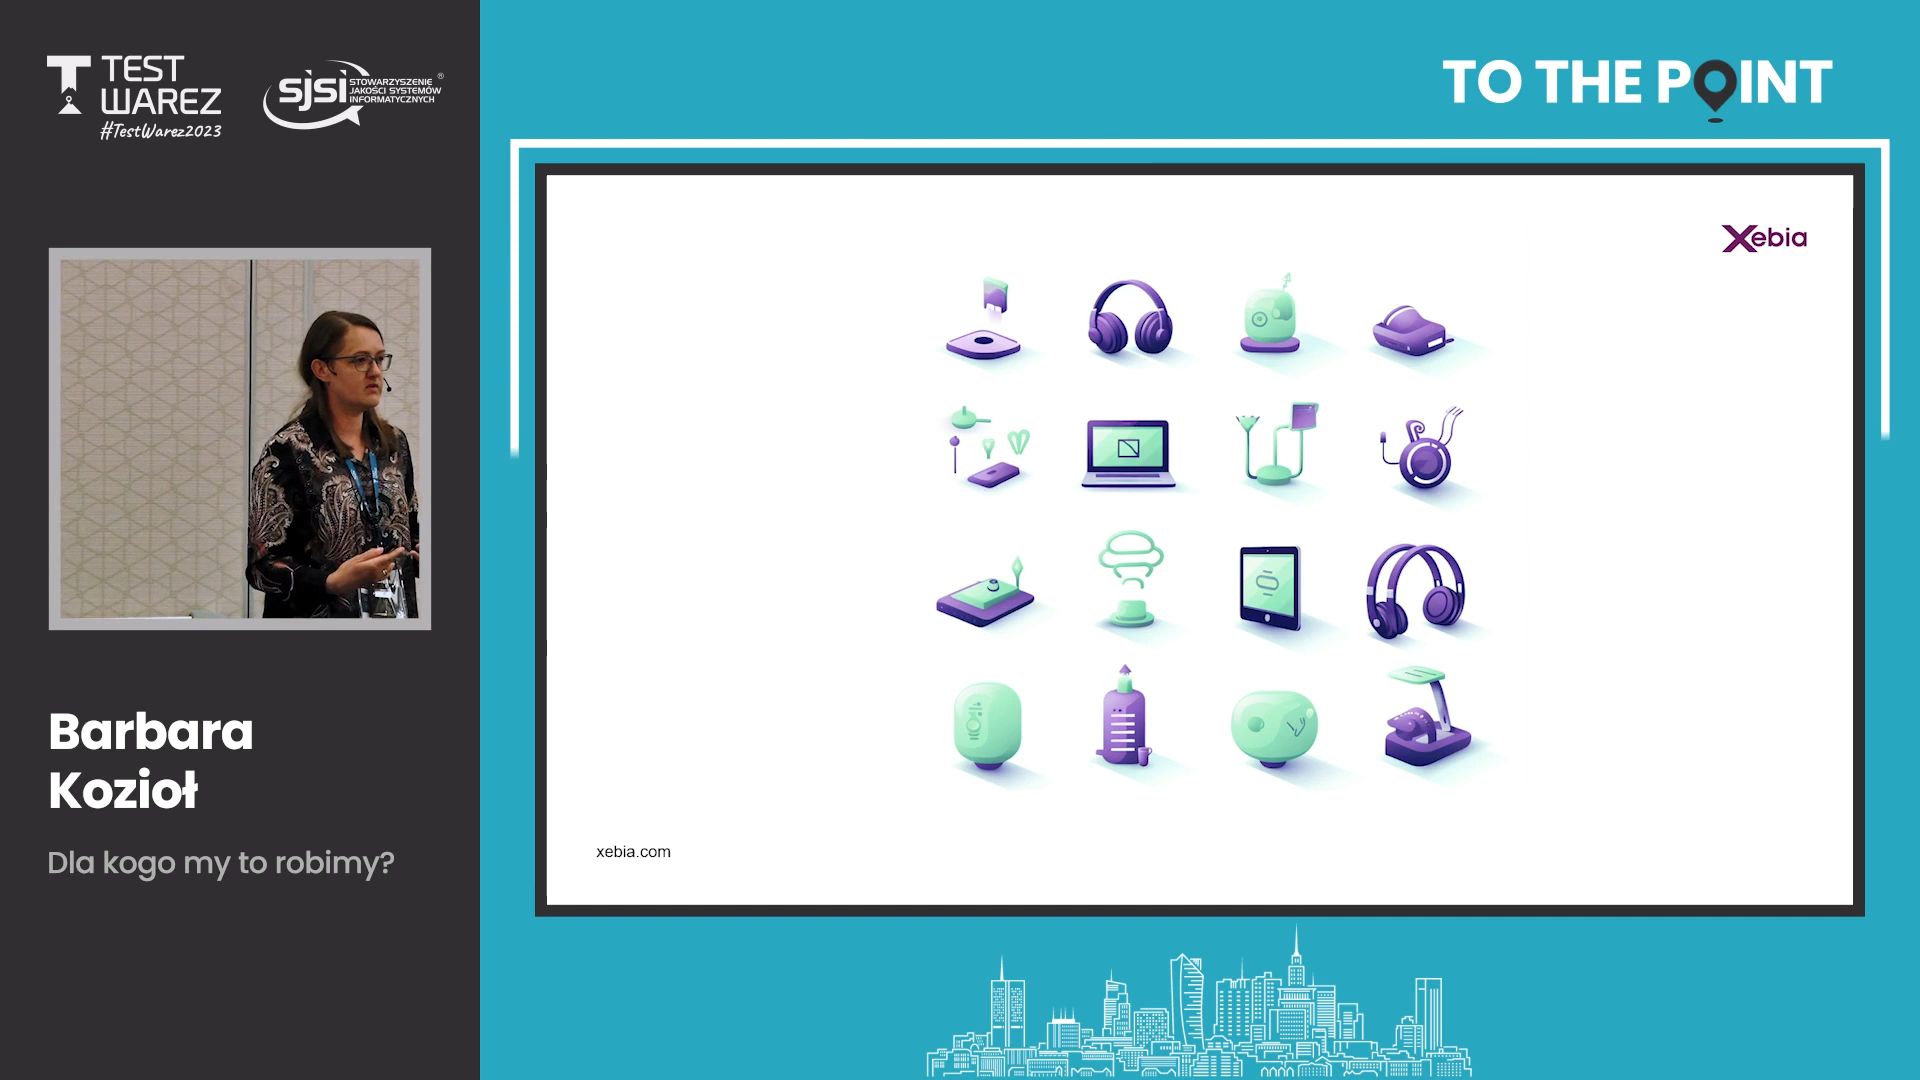 TEST
WAREZ
#TestWarez2023
sjsi
STOWARZYSZENIE
JAKOŚCI SYSTEMÓW
INFORMATYCZNYCH
®
TO THE POINT
Xebia
Barbara
Kozioł
Dla kogo my to robimy?
xebia.com